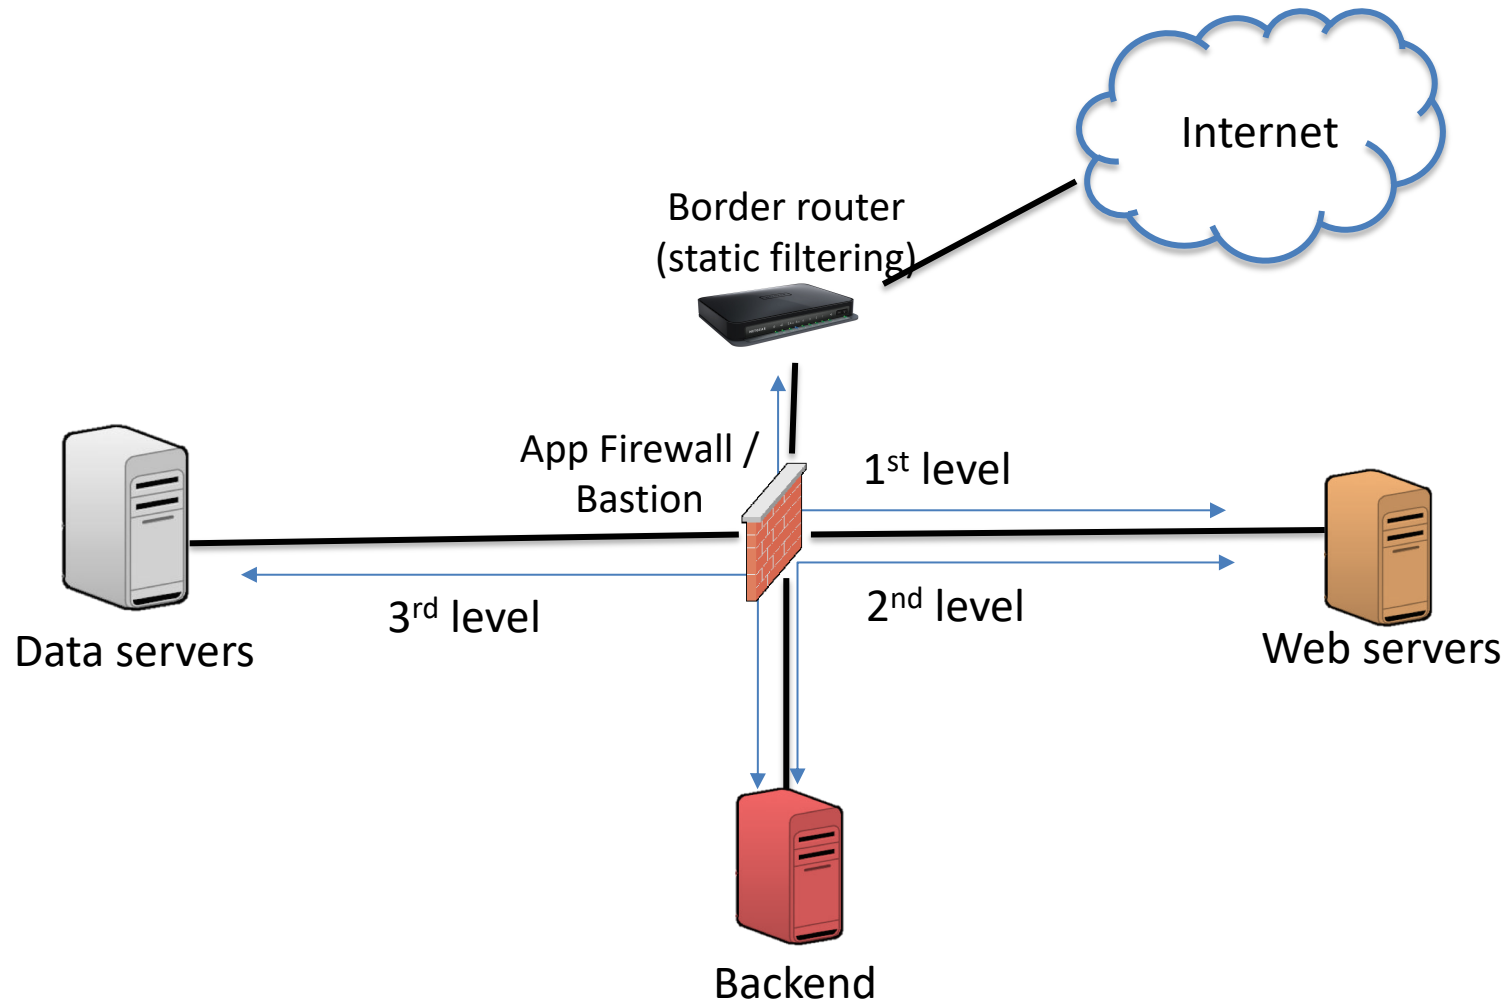 Internet
Border router
(static filtering)
App Firewall /
Bastion
1st level
2nd level
3rd level
Data servers
Web servers
Backend